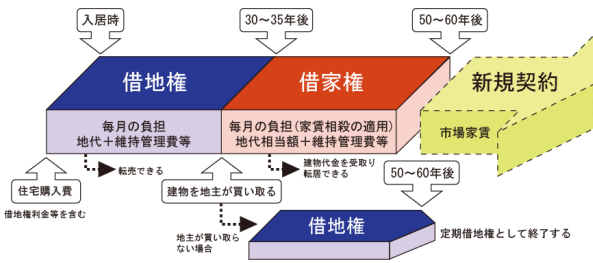 入居時
30～35年後
50～60年後
借地権
借家権
新規契約
毎月の負担
地代＋維持管理費等
毎月の負担(家賃相殺の適用)
地代相当額＋維持管理費等
市場家賃
住宅購入費
借地権利金等を含む
転売できる
建物を地主が買い取る
建物代金を受取り
転居できる
50～60年後
地主が買い取ら
ない場合
借地権
定期借地権として終了する